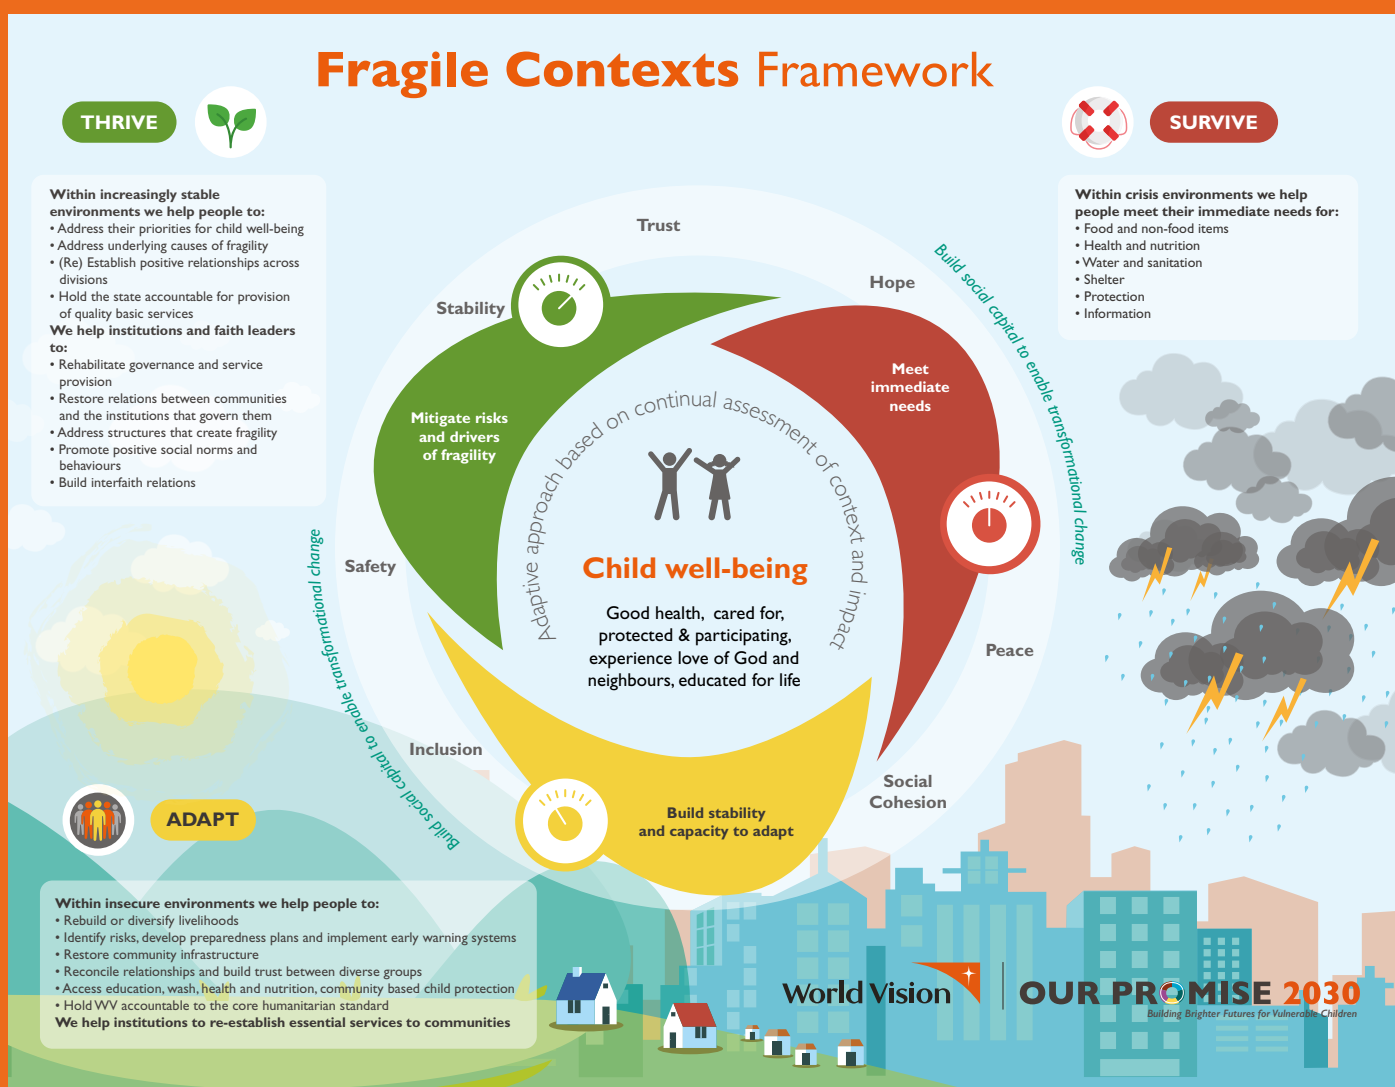 Fragile Contexts Framework
THRIVE
Within increasingly stable
environments we help people to:
• Address their priorities for child well-being
• Address underlying causes of fragility
• (Re) Establish positive relationships across
divisions
• Hold the state accountable for provision
of quality basic services
We help institutions and faith leaders
to:
• Rehabilitate governance and service
provision
• Restore relations between communities
and the institutions that govern them
• Address structures that create fragility
• Promote positive social norms and
behaviours
• Build interfaith relations
SURVIVE
Within crisis environments we help
people meet their immediate needs for:
• Food and non-food items
• Health and nutrition
• Water and sanitation
• Shelter
• Protection
• Information
Trust
Hope
Stability
Safety
Peace
Inclusion
Social
Cohesion
Build social capital to enable transformational change
Build social capital to enable transformational change
Meet
immediate
needs
Mitigate risks
and drivers
of fragility
Build stability
and capacity to adapt
Adaptive approach based on continual assessment of context and impact
Child well-being
Good health, cared for,
protected & participating,
experience love of God and
neighbours, educated for life
ADAPT
Within insecure environments we help people to:
• Rebuild or diversify livelihoods
• Identify risks, develop preparedness plans and implement early warning systems
• Restore community infrastructure
• Reconcile relationships and build trust between diverse groups
• Access education, wash, health and nutrition, community based child protection
• Hold WV accountable to the core humanitarian standard
We help institutions to re-establish essential services to communities
World Vision
OUR PROMISE 2030
Building Brighter Futures for Vulnerable Children